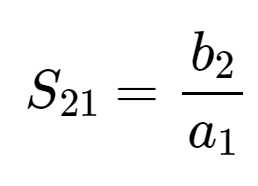 S₂₁ = b₂ / a₁